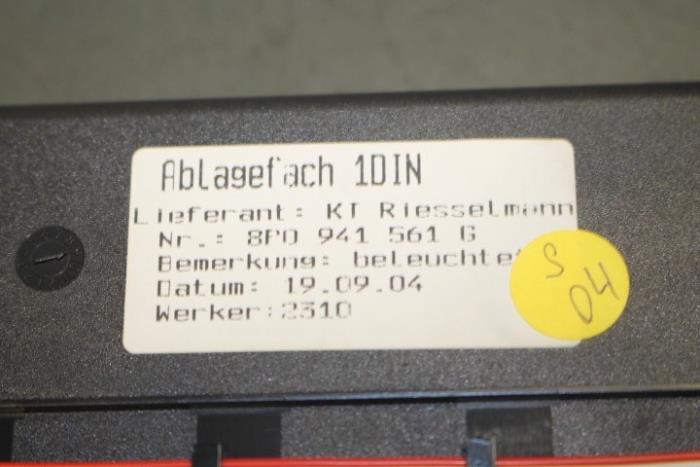 Ablagefach 1DIN
Lieferant: KT Riesselmann
Nr.: 8P0 941 561 G
Bemerkung: beleuchtet
Datum: 19.09.04
Werker:2310
S
04